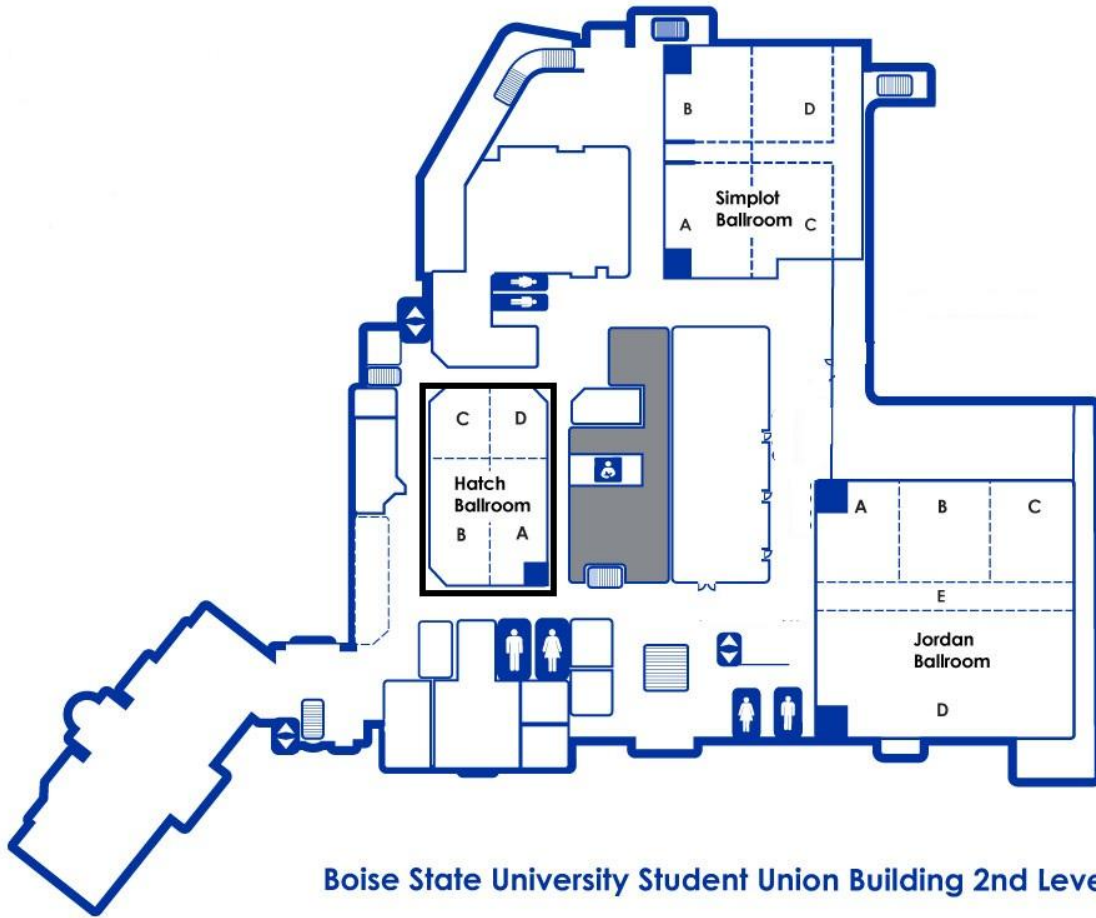 B
D
Simplot
Ballroom
A
C
C
D
Hatch
Ballroom
B
A
A
B
C
E
Jordan
Ballroom
D
Boise State University Student Union Building 2nd Leve